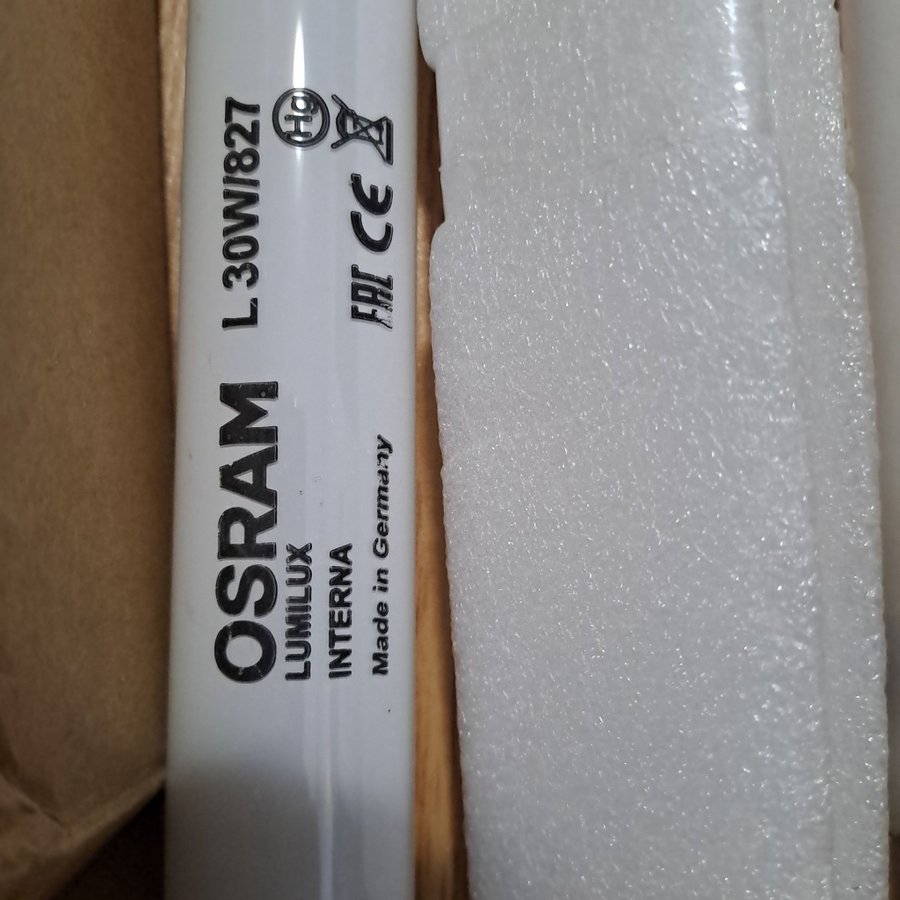 OSRAM L 30W/827
LUMILUX Hg
INTERNA
EAC CE
Made in Germany